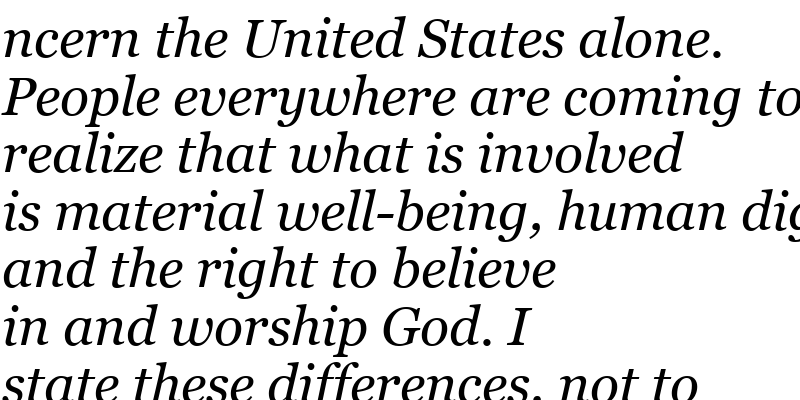 ncern the United States alone.
People everywhere are coming to
realize that what is involved
is material well-being, human dig
and the right to believe
in and worship God. I
state these differences, not to